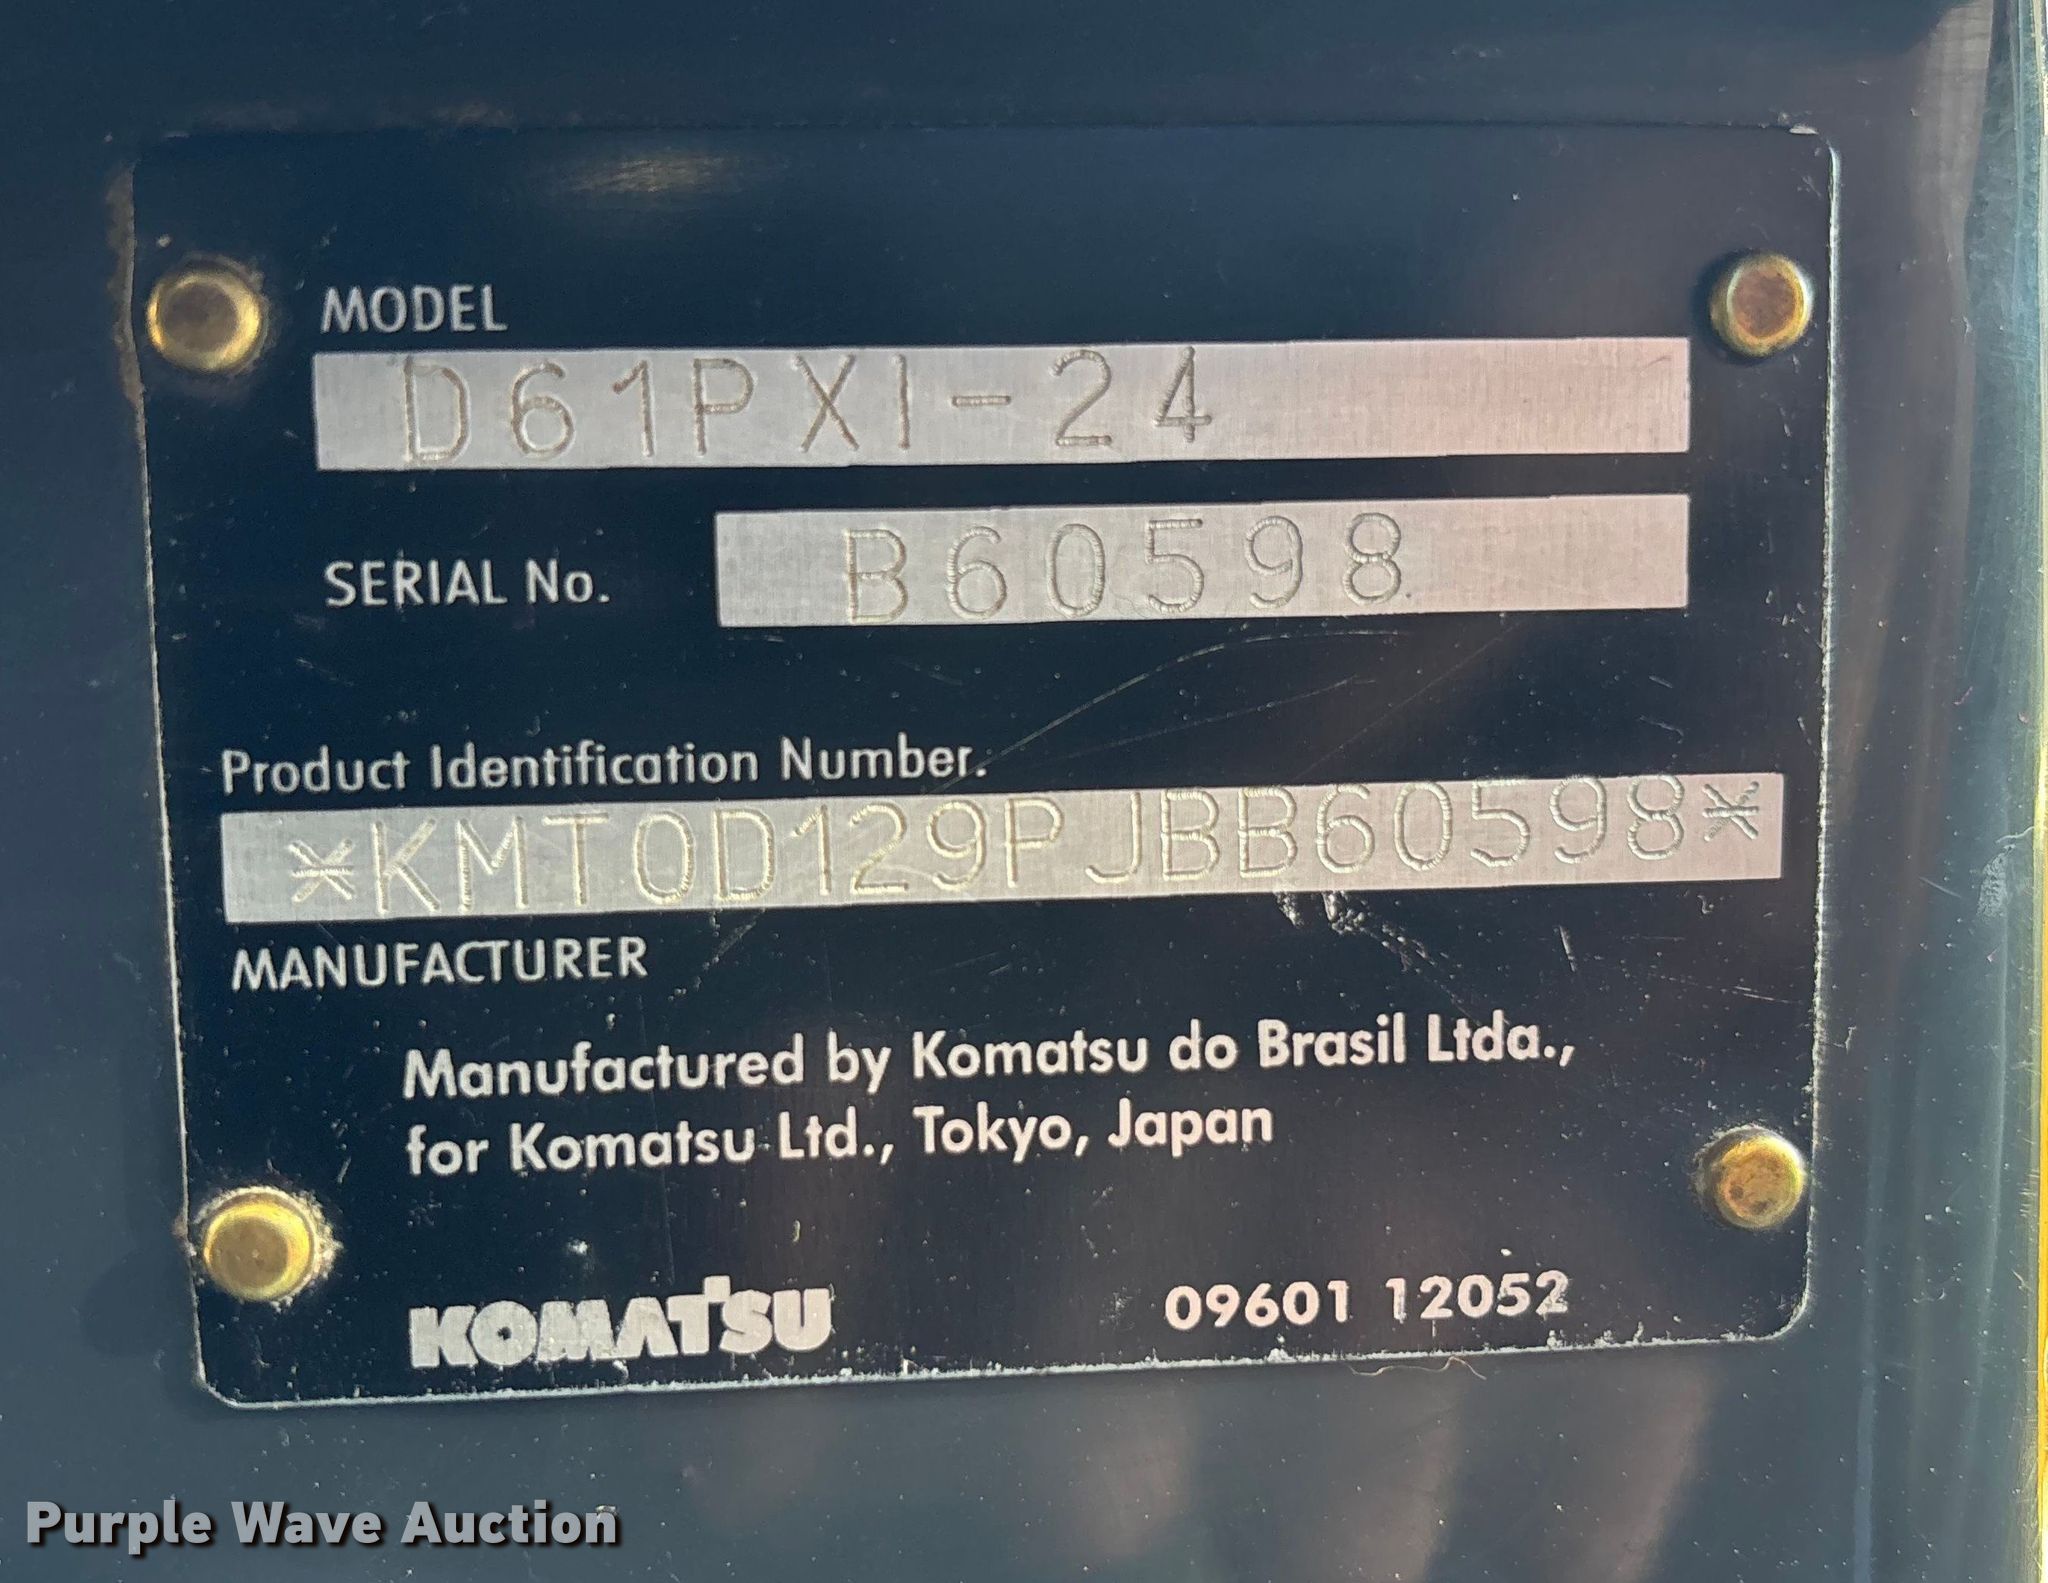 MODEL
D61PXI-24
SERIAL No.
B60598
Product Identification Number.
*KMT0D129PJBB60598*
MANUFACTURER
Manufactured by Komatsu do Brasil Ltda.,
for Komatsu Ltd., Tokyo, Japan
KOMATSU
09601 12052
Purple Wave Auction